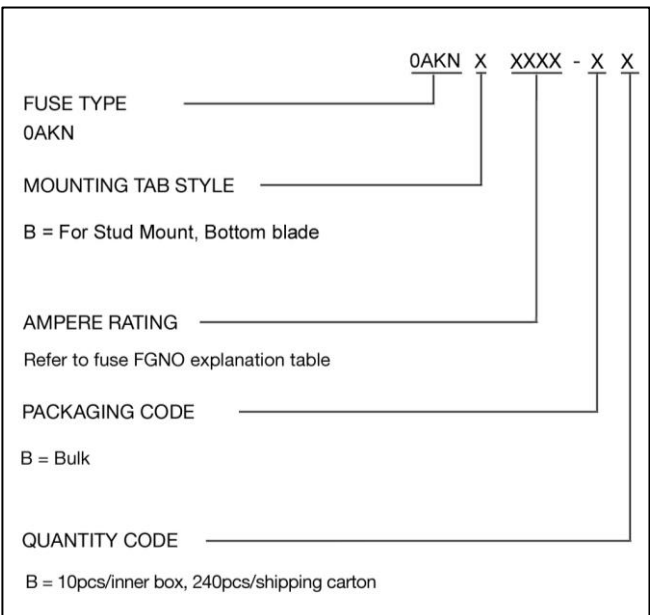 0AKN X XXXX - X X
FUSE TYPE
0AKN
MOUNTING TAB STYLE
B = For Stud Mount, Bottom blade
AMPERE RATING
Refer to fuse FGNO explanation table
PACKAGING CODE
B = Bulk
QUANTITY CODE
B = 10pcs/inner box, 240pcs/shipping carton